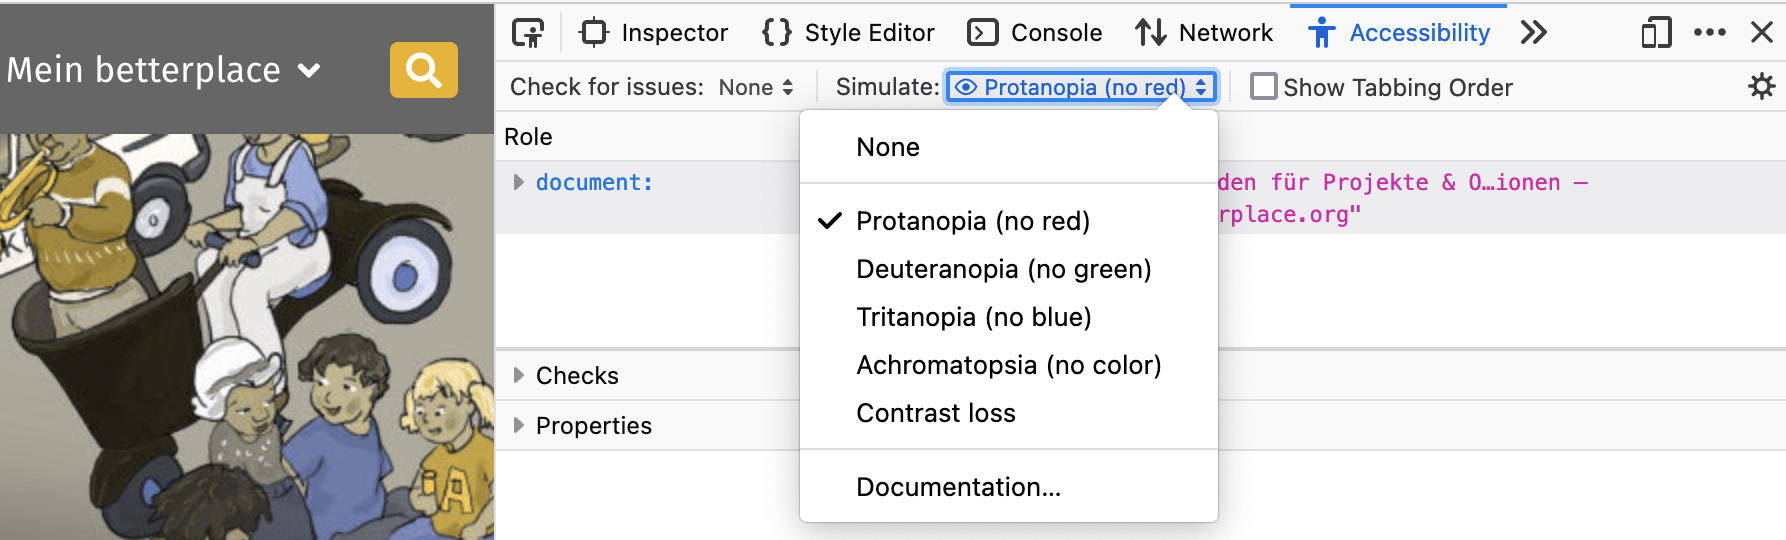 Mein betterplace
Inspector
Style Editor
Console
Network
Accessibility
Check for issues: None
Simulate: Protanopia (no red)
Show Tabbing Order
Role
document:
den für Projekte & O…ionen –
rplace.org"
None
Protanopia (no red)
Deuteranopia (no green)
Tritanopia (no blue)
Achromatopsia (no color)
Contrast loss
Documentation…
Checks
Properties
K
A